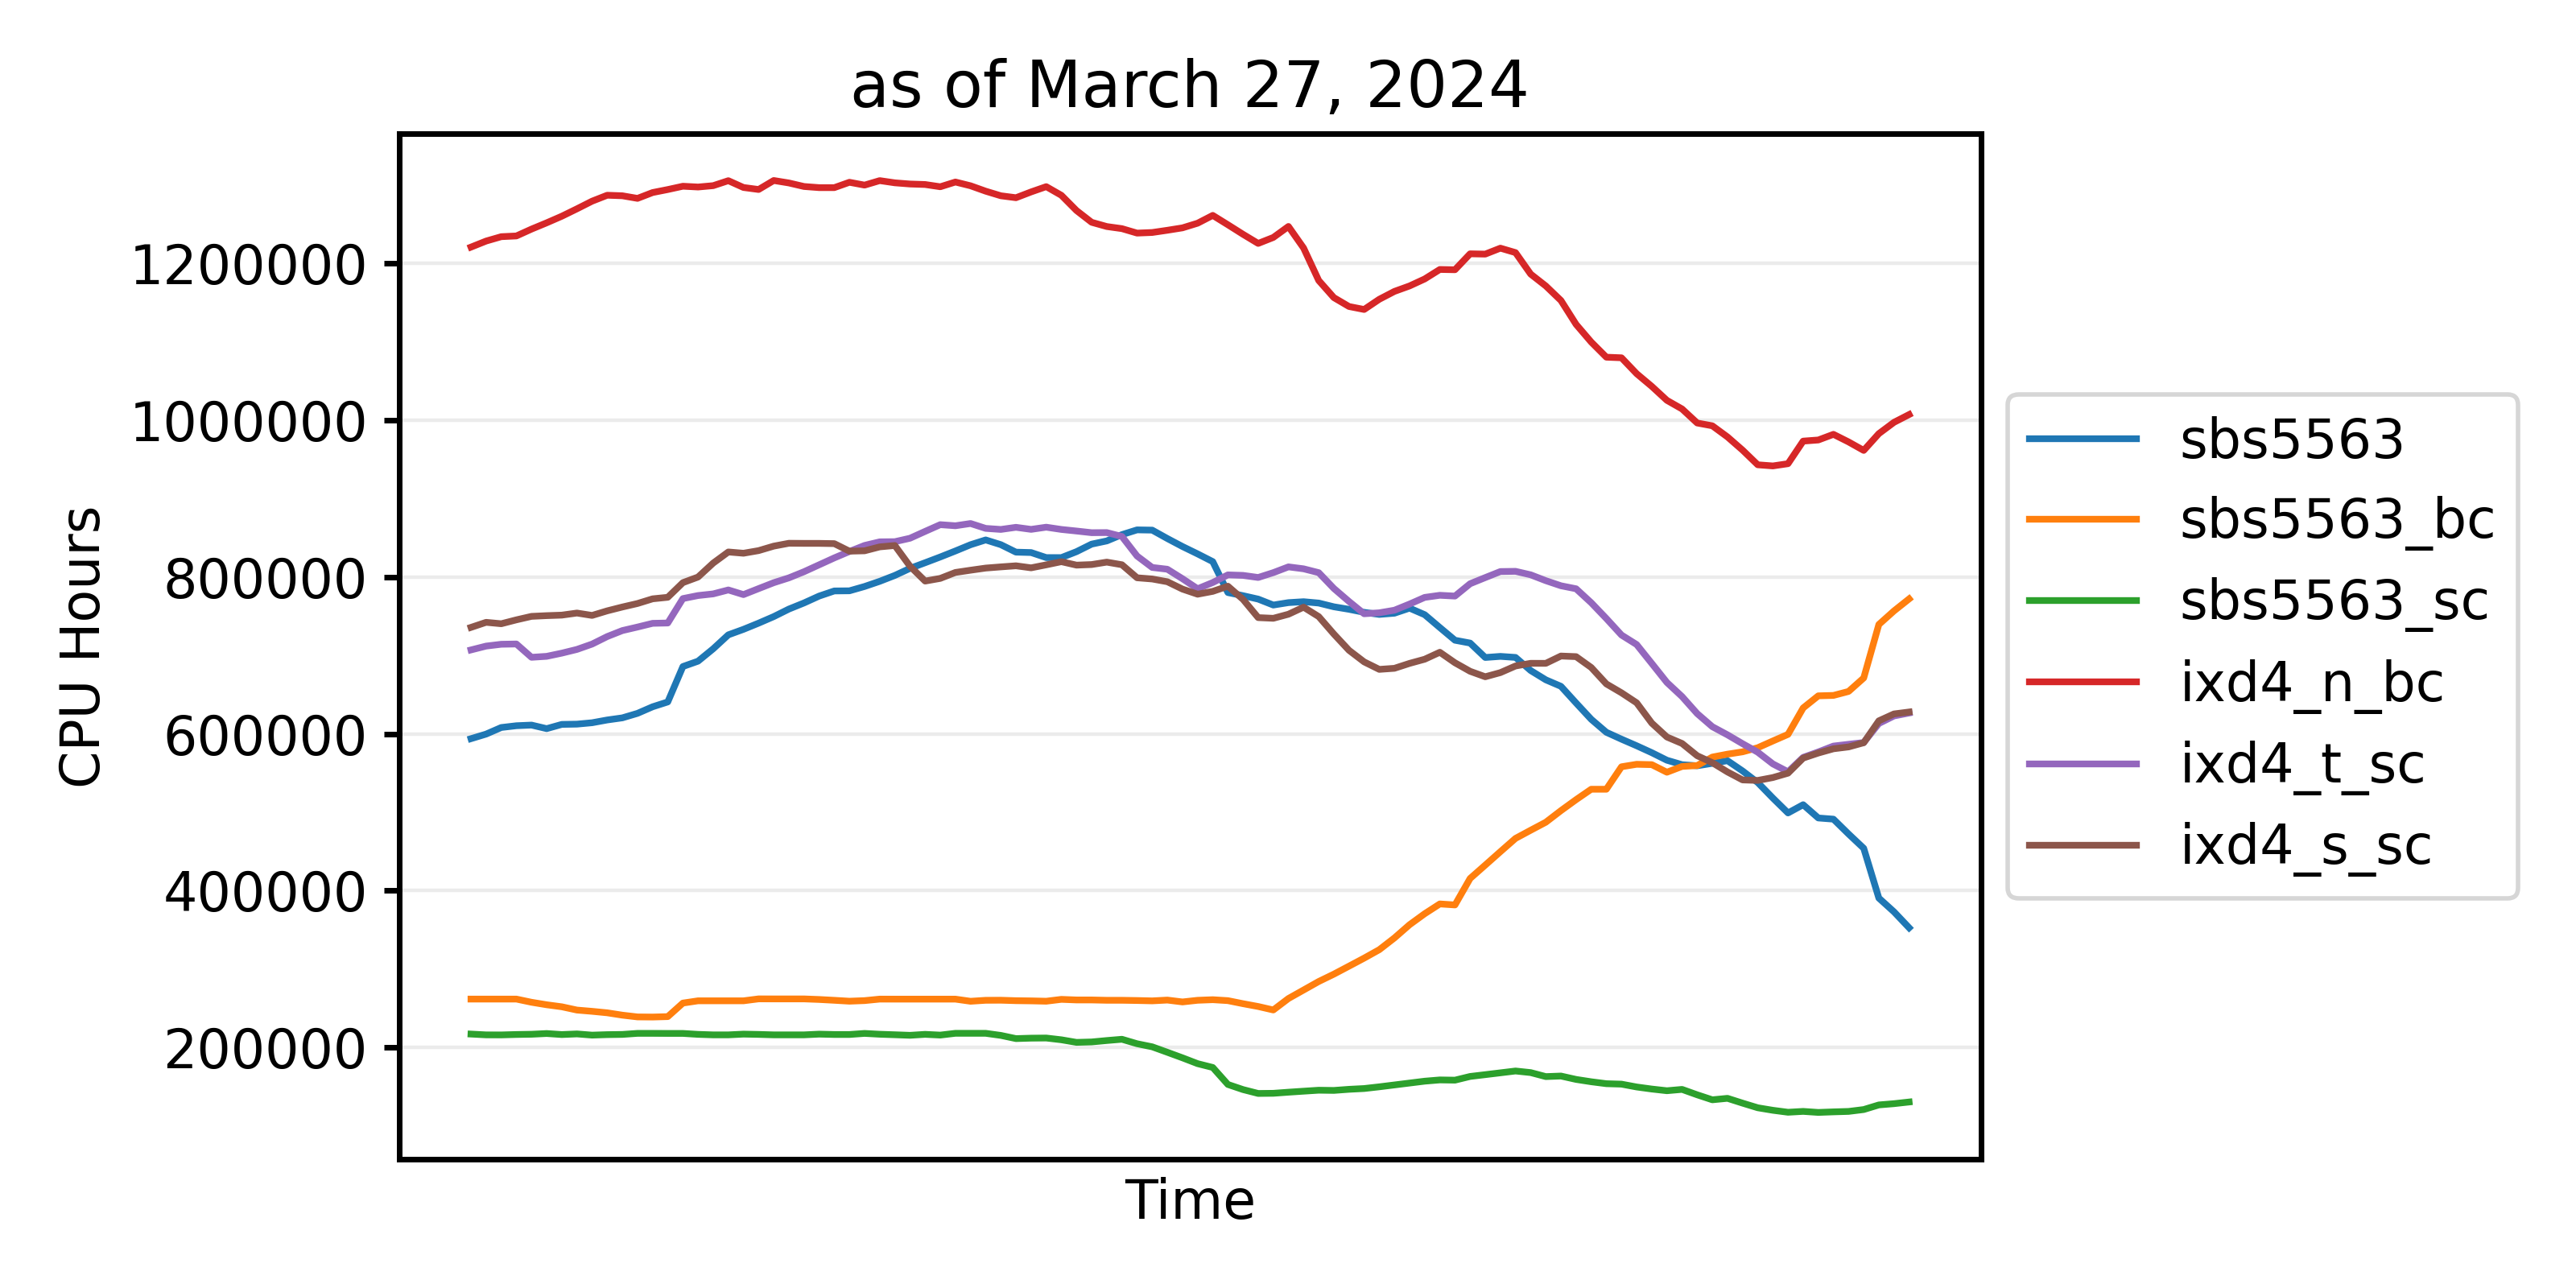 as of March 27, 2024
1200000
1000000
800000
600000
400000
200000
CPU Hours
Time
sbs5563
sbs5563_bc
sbs5563_sc
ixd4_n_bc
ixd4_t_sc
ixd4_s_sc